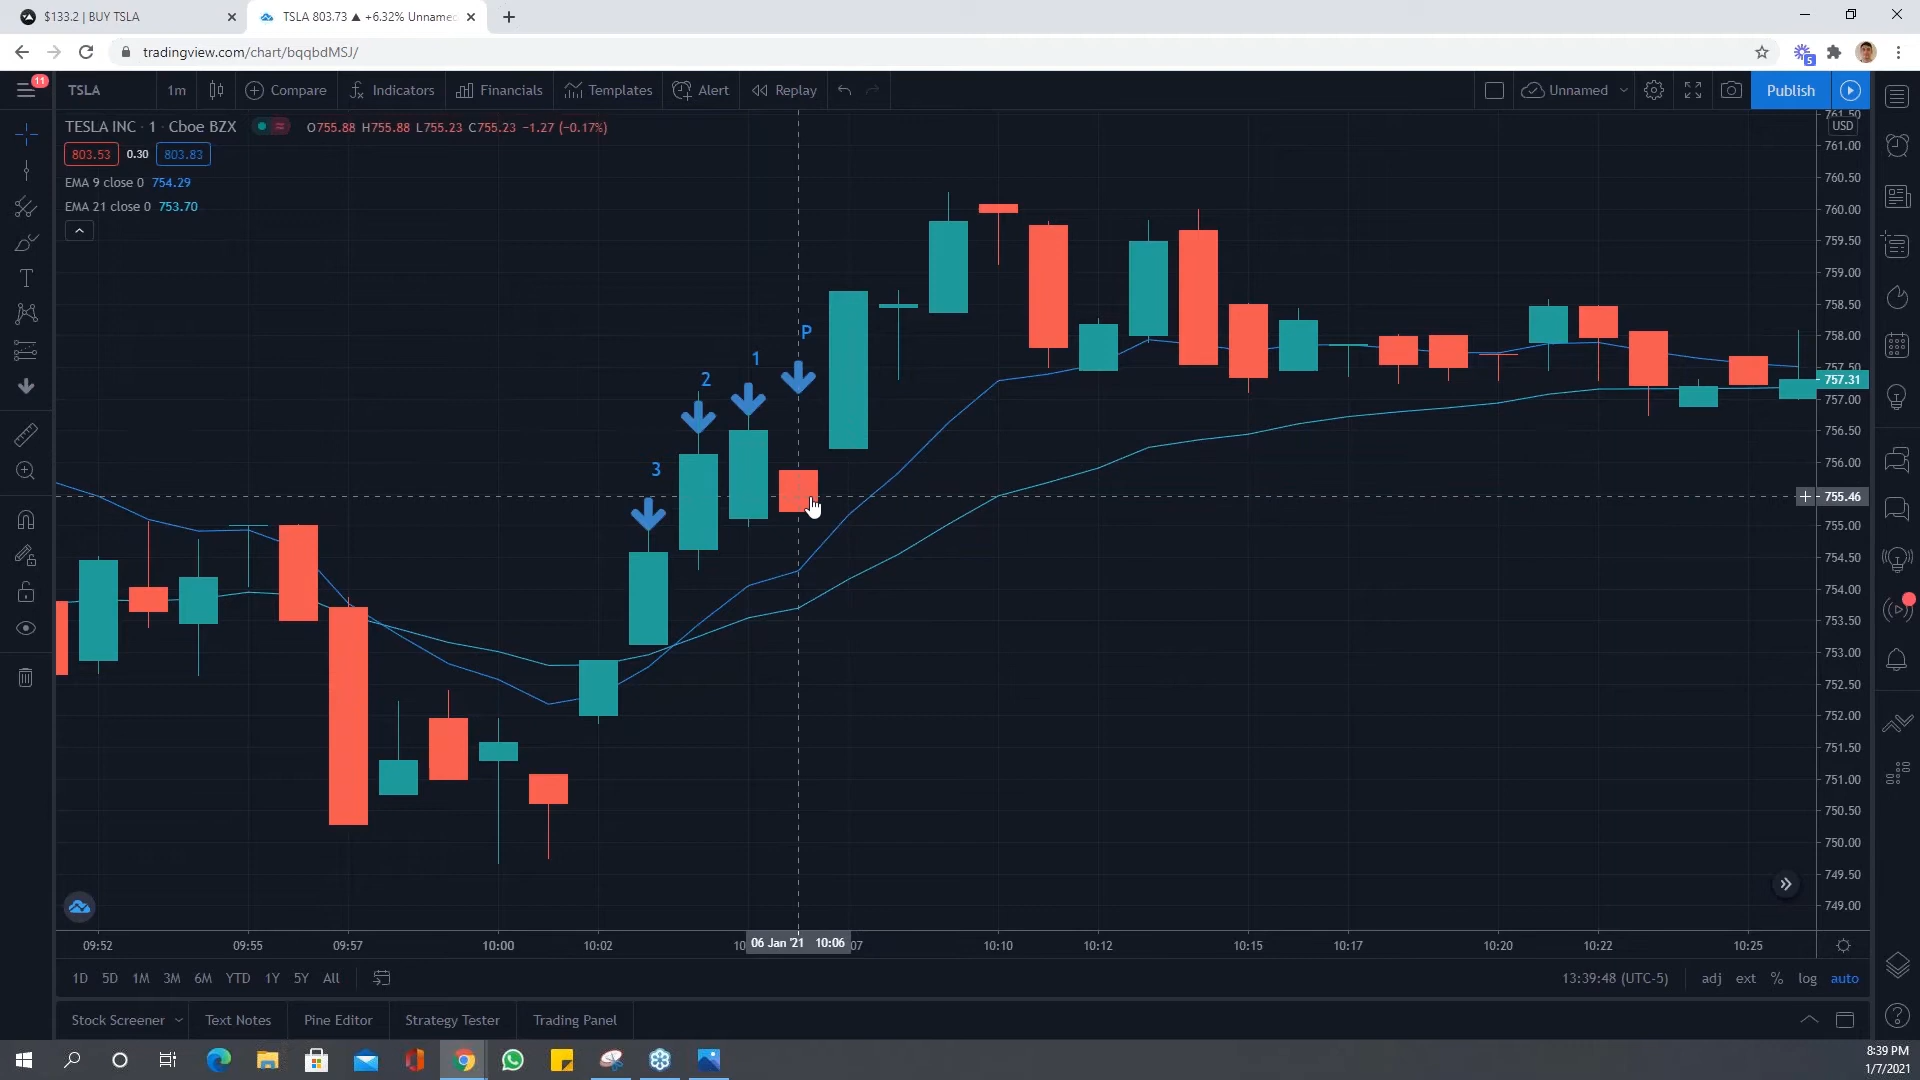 $133.2 | BUY TSLA
TSLA 803.73 ▲ +6.32% Unnamed
tradingview.com/chart/bqqbdMSJ/
5
11
TSLA 1m Compare Indicators Financials Templates Alert Replay Unnamed Publish
TESLA INC · 1 · Cboe BZX O755.88 H755.88 L755.23 C755.23 −1.27 (−0.17%)
803.53 0.30 803.83
EMA 9 close 0 754.29
EMA 21 close 0 753.70
761.50
USD
761.00
760.50
760.00
759.50
759.00
758.50
758.00
757.50
757.31
757.00
756.50
756.00
755.46
755.00
754.50
754.00
753.50
753.00
752.50
752.00
751.50
751.00
750.50
750.00
749.50
749.00
P
1
2
3
09:52 09:55 09:57 10:00 10:02 10 06 Jan '21 10:06 07 10:10 10:12 10:15 10:17 10:20 10:22 10:25
1D 5D 1M 3M 6M YTD 1Y 5Y All 13:39:48 (UTC-5) adj ext % log auto
Stock Screener Text Notes Pine Editor Strategy Tester Trading Panel
8:39 PM
1/7/2021